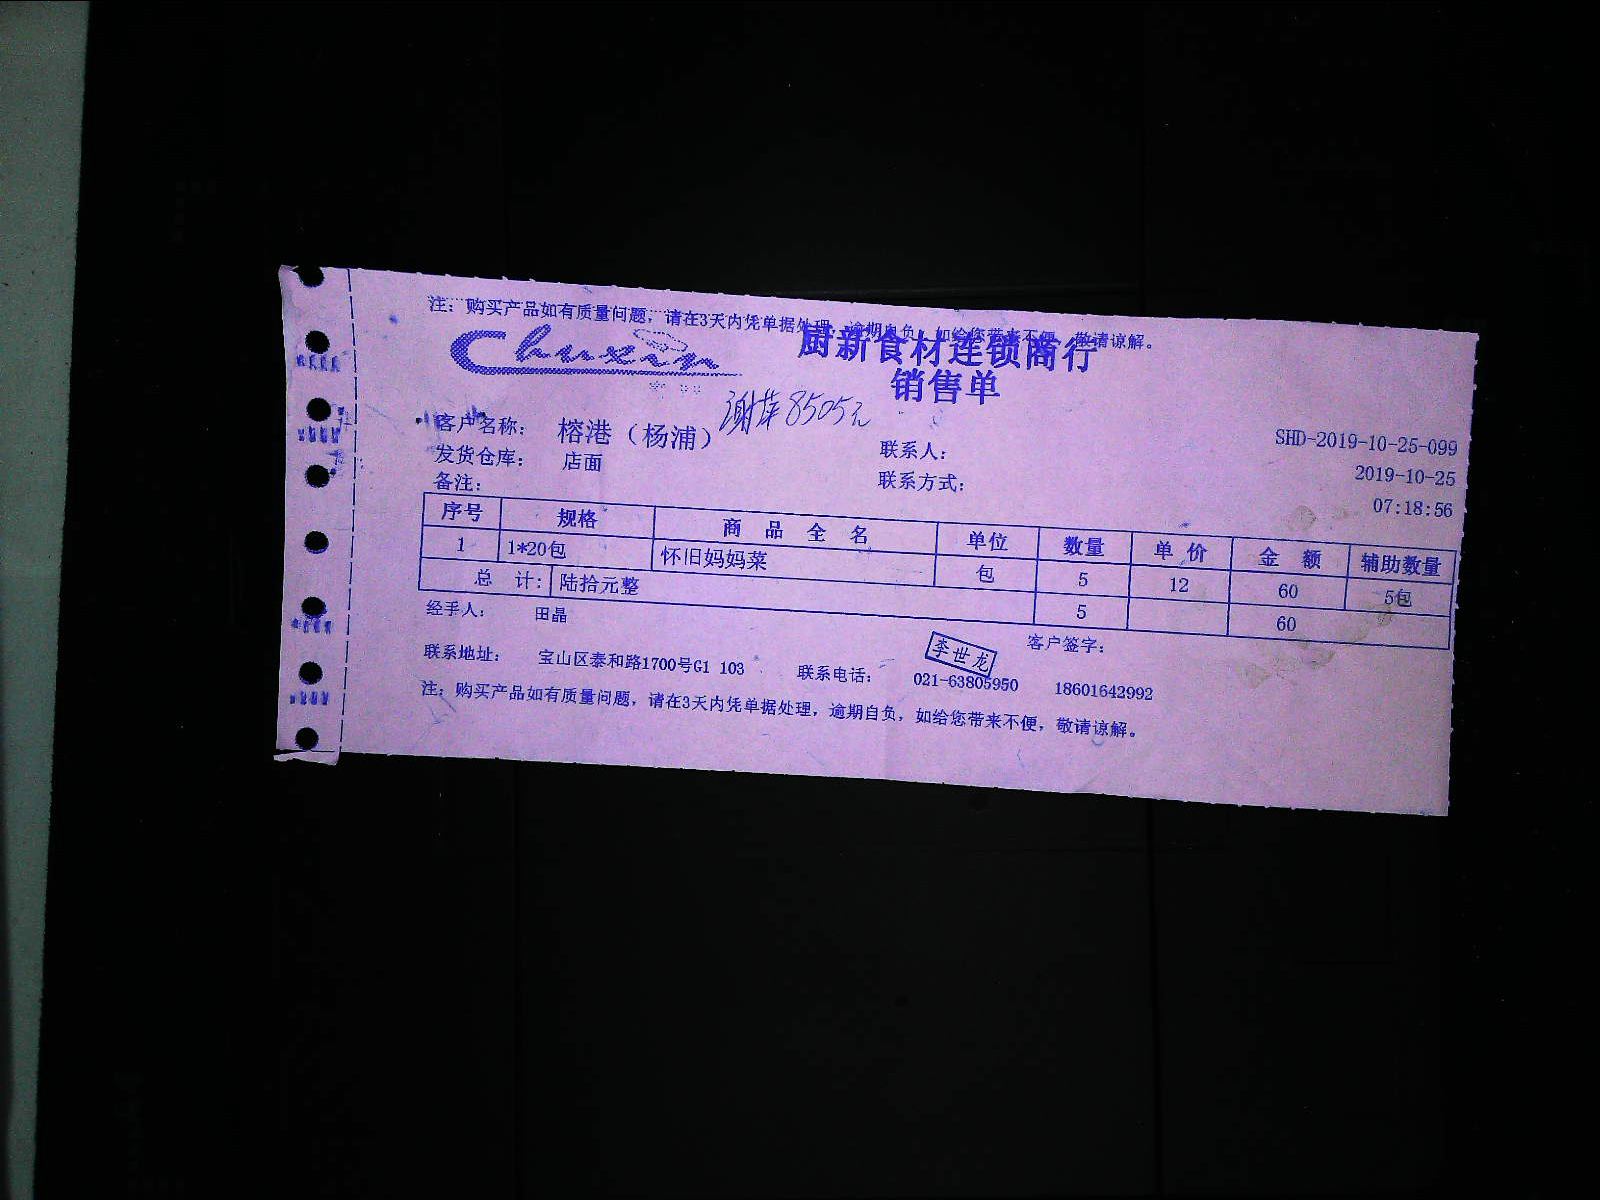 注：购买产品如有质量问题，请在3天内凭单据处理，逾期自负，如给您带来不便，敬请谅解。
Chuxin
厨新食材连锁商行
销售单
8505元
客户名称： 榕港（杨浦）
联系人：
SHD-2019-10-25-099
发货仓库： 店面
联系方式：
2019-10-25
备注：
07:18:56
序号 规格 商 品 全 名 单位 数量 单 价 金 额 辅助数量
1 1*20包 怀旧妈妈菜 包 5 12 60 5包
总 计： 陆拾元整 5 60
经手人： 田晶
李世龙
客户签字：
联系地址： 宝山区泰和路1700号G1 103 联系电话： 021-63805950 18601642992
注：购买产品如有质量问题，请在3天内凭单据处理，逾期自负，如给您带来不便，敬请谅解。